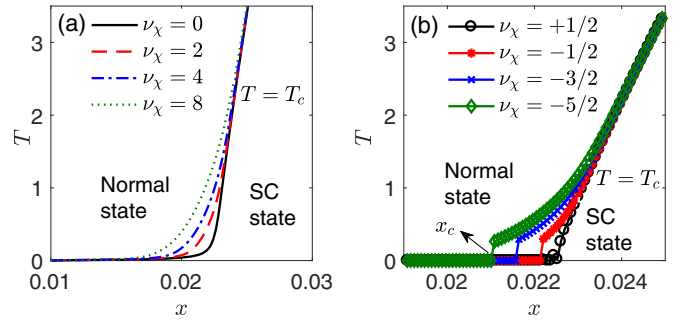 (a)
ν_χ = 0
ν_χ = 2
ν_χ = 4
ν_χ = 8
T = T_c
Normal
state
SC
state
T
3
2
1
0
0.01 0.02 0.03
x
(b)
ν_χ = +1/2
ν_χ = −1/2
ν_χ = −3/2
ν_χ = −5/2
Normal
state
T = T_c
x_c
SC
state
T
3
2
1
0
0.02 0.022 0.024
x